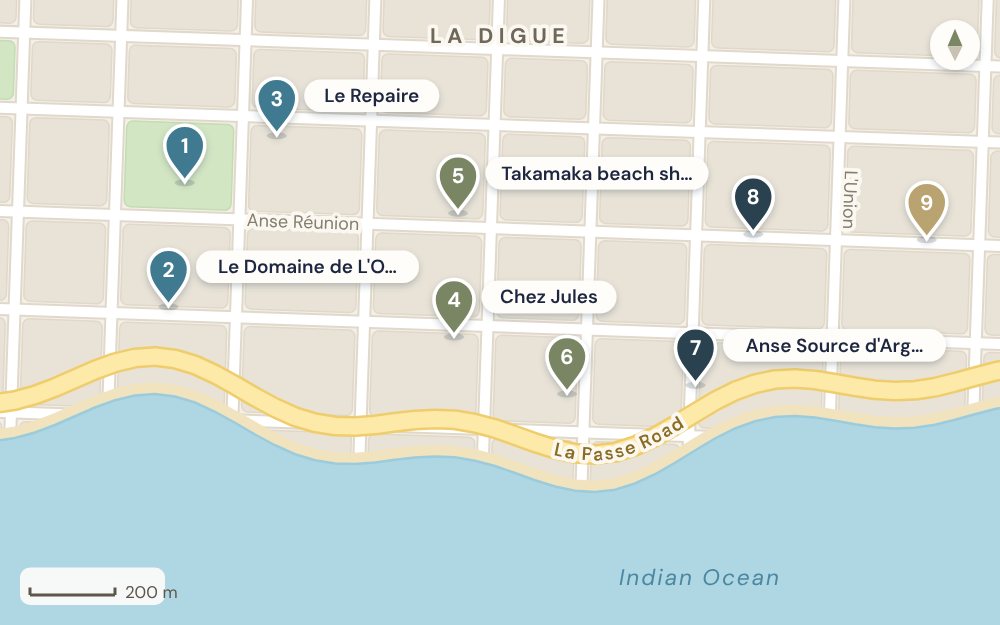 LA DIGUE
3
Le Repaire
1
5
Takamaka beach sh...
8
L'Union
9
Anse Réunion
2
Le Domaine de L'O...
4
Chez Jules
6
7
Anse Source d'Arg...
La Passe Road
Indian Ocean
200 m